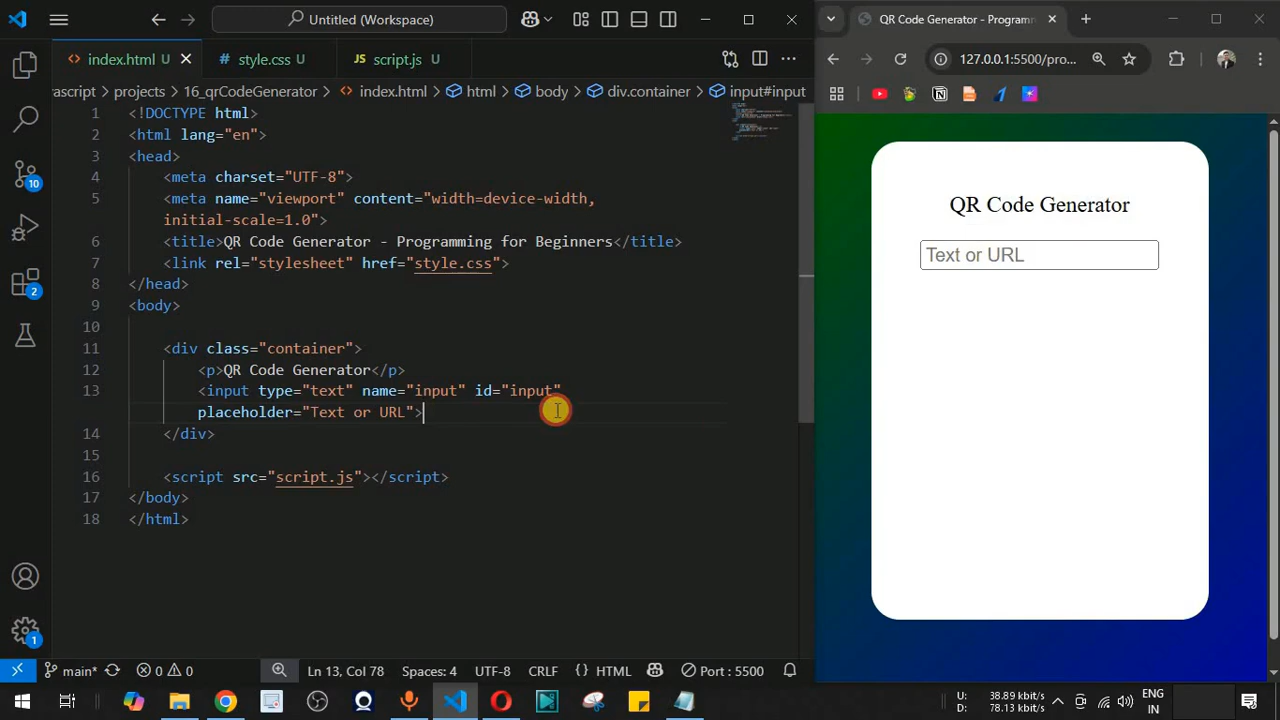 Untitled (Workspace)
index.html U
style.css U
script.js U
avascript > projects > 16_qrCodeGenerator > index.html > html > body > div.container > input#input
1 <!DOCTYPE html>
2 <html lang="en">
3 <head>
4 <meta charset="UTF-8">
5 <meta name="viewport" content="width=device-width,
initial-scale=1.0">
6 <title>QR Code Generator - Programming for Beginners</title>
7 <link rel="stylesheet" href="style.css">
8 </head>
9 <body>
10
11 <div class="container">
12 <p>QR Code Generator</p>
13 <input type="text" name="input" id="input"
placeholder="Text or URL">
14 </div>
15
16 <script src="script.js"></script>
17 </body>
18 </html>
10
2
1
main*
0
0
Ln 13, Col 78
Spaces: 4
UTF-8
CRLF
{ } HTML
Port : 5500
QR Code Generator - Programm
127.0.0.1:5500/pro...
QR Code Generator
Text or URL
U: 38.89 kbit/s
D: 78.13 kbit/s
ENG
IN